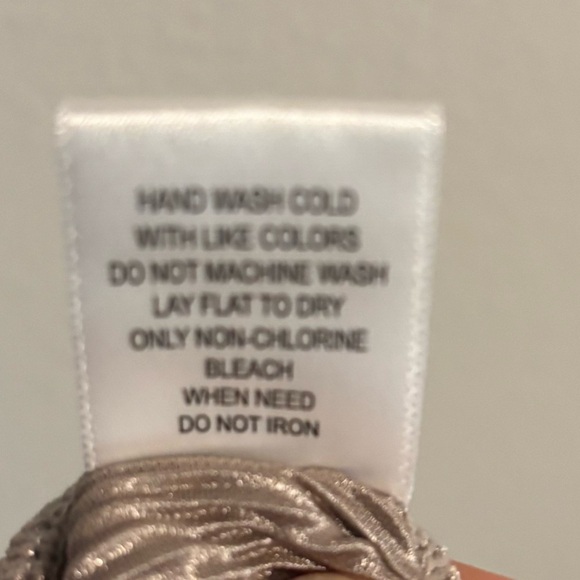 HAND WASH COLD
WITH LIKE COLORS
DO NOT MACHINE WASH
LAY FLAT TO DRY
ONLY NON-CHLORINE
BLEACH
WHEN NEED
DO NOT IRON